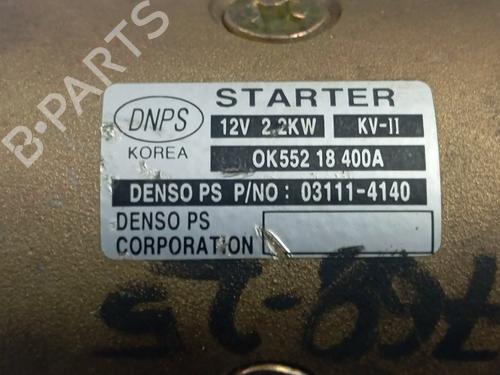 B-PARTS
STARTER
DNPS
12V 2.2KW KV-II
KOREA
OK552 18 400A
DENSO PS P/NO : 03111-4140
DENSO PS
CORPORATION